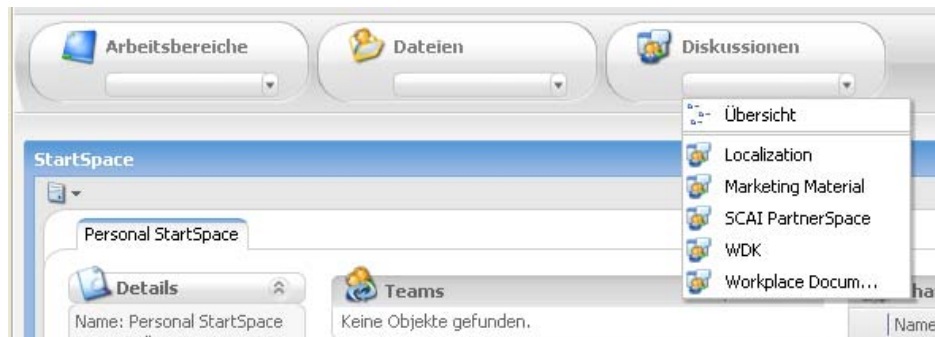 Arbeitsbereiche
Dateien
Diskussionen
Übersicht
Localization
Marketing Material
SCAI PartnerSpace
WDK
Workplace Docum...
StartSpace
Personal StartSpace
Details
Name: Personal StartSpace
Teams
Keine Objekte gefunden.
Name